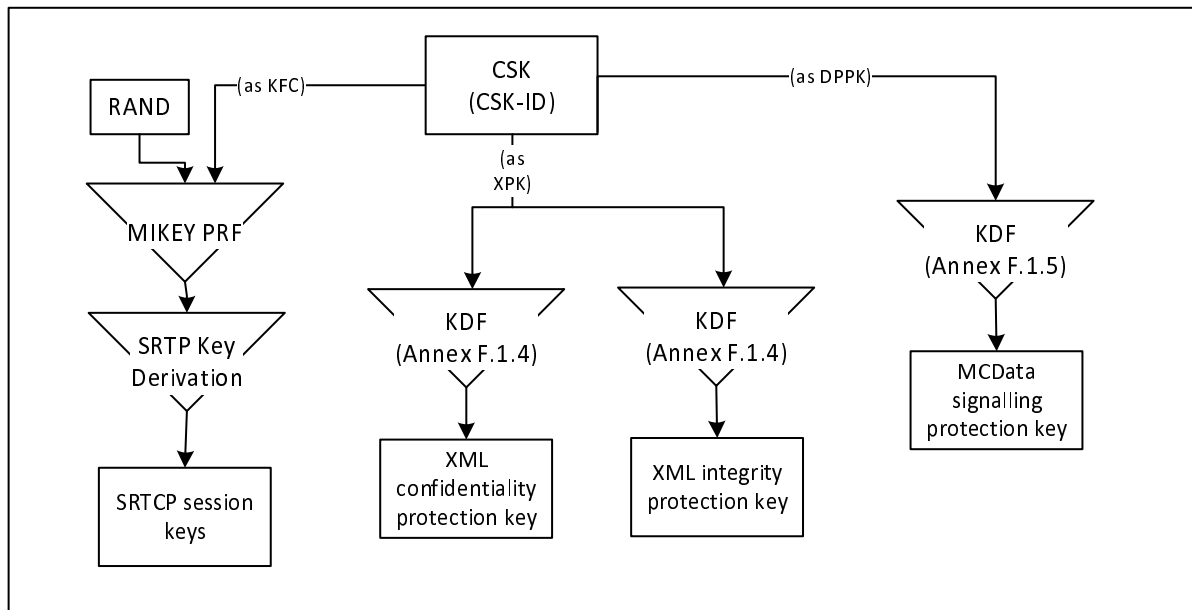 CSK
(CSK-ID)
(as KFC)
(as DPPK)
RAND
(as
XPK)
MIKEY PRF
KDF
(Annex F.1.5)
SRTP Key
Derivation
KDF
(Annex F.1.4)
KDF
(Annex F.1.4)
MCData
signalling
protection key
XML
confidentiality
protection key
XML integrity
protection key
SRTCP session
keys